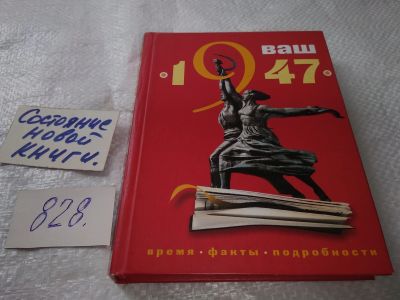 ваш
•1947•
время • факты • подробности
Состояние
новой
книги.
828.